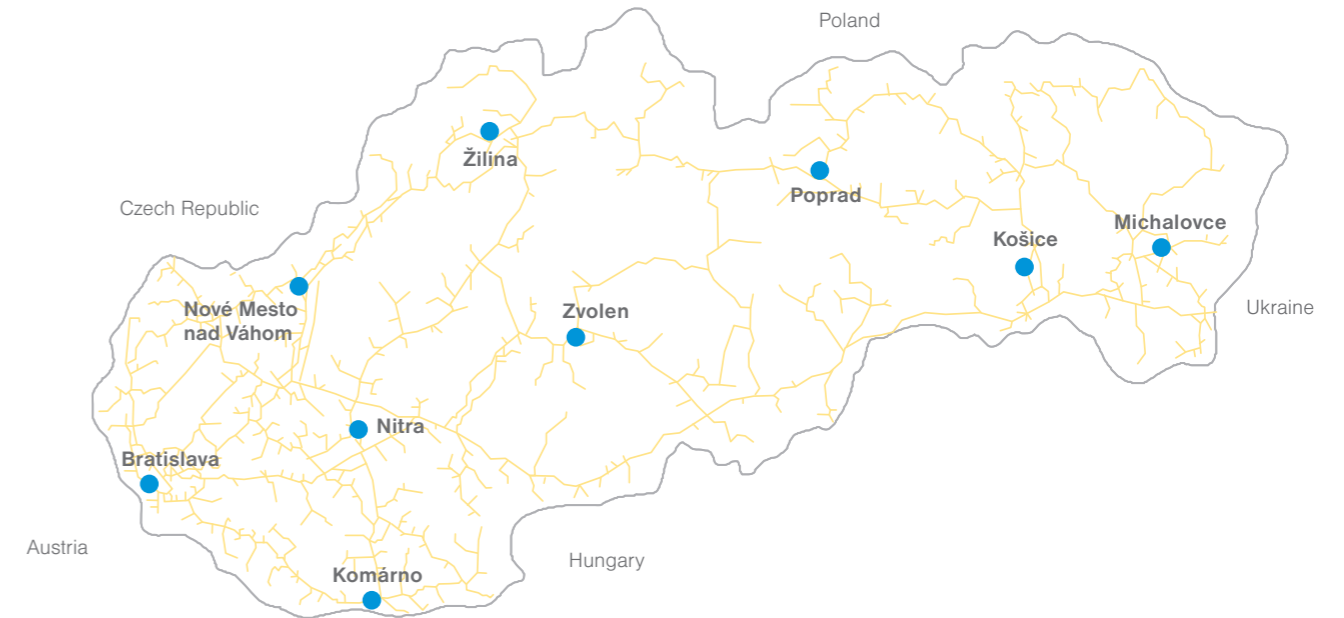 Poland
Žilina
Poprad
Czech Republic
Michalovce
Košice
Nové Mesto
nad Váhom
Zvolen
Ukraine
Nitra
Bratislava
Austria
Hungary
Komárno